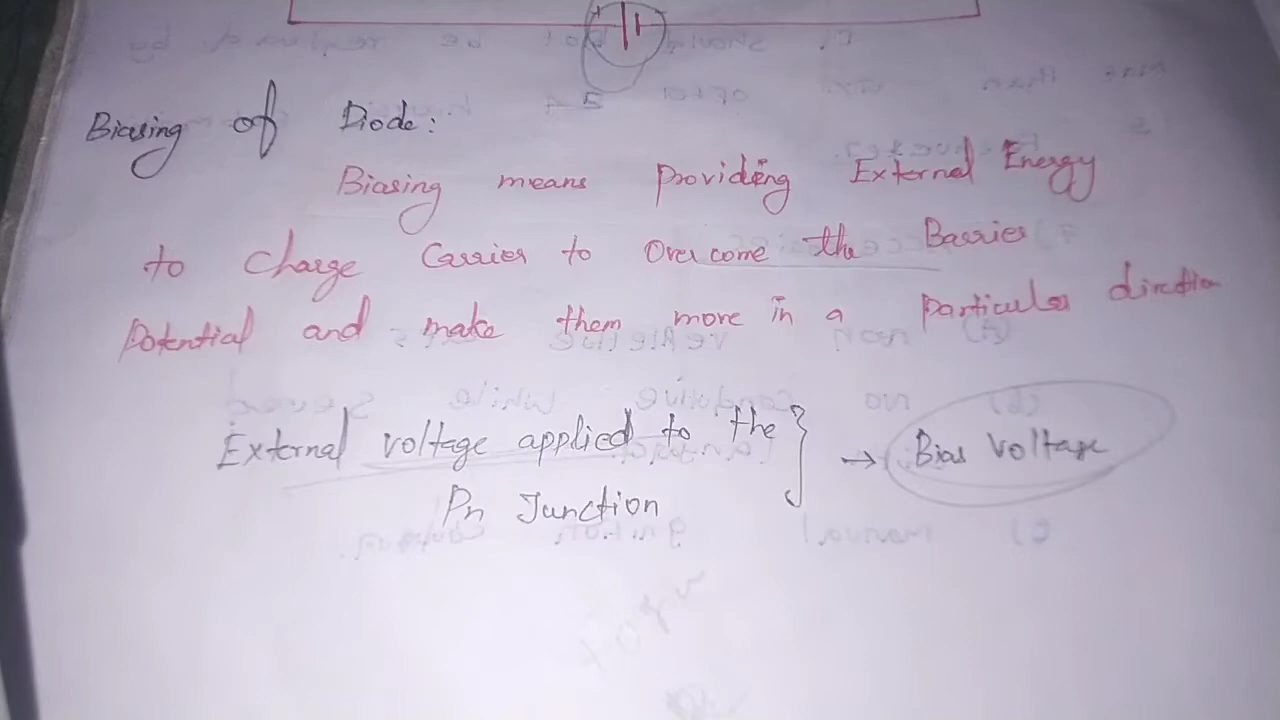 + -
Biasing of Diode:
Biasing means Providing External Energy
to charge Carrier to Overcome the Barrier
Potential and make them more in a Particular direction
External voltage applied to the } → Bias Voltage
Pn Junction